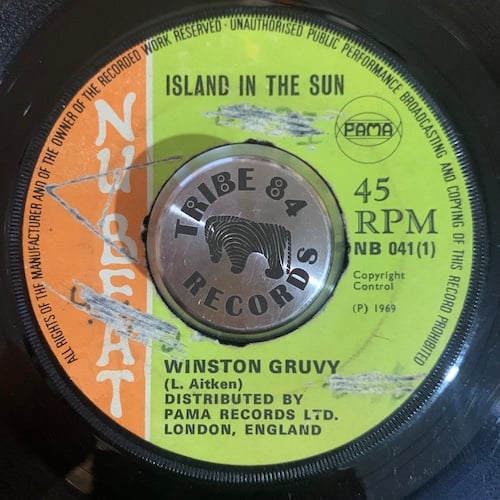 ALL RIGHTS OF THE MANUFACTURER AND OF THE OWNER OF THE RECORDED WORK RESERVED · UNAUTHORISED PUBLIC PERFORMANCE BROADCASTING AND COPYING OF THIS RECORD PROHIBITED
NU BEAT
ISLAND IN THE SUN
PAMA
45
RPM
NB 041(1)
Copyright
Control
(P) 1969
TRIBE 84
RECORDS
WINSTON GRUVY
(L. Aitken)
DISTRIBUTED BY
PAMA RECORDS LTD.
LONDON, ENGLAND